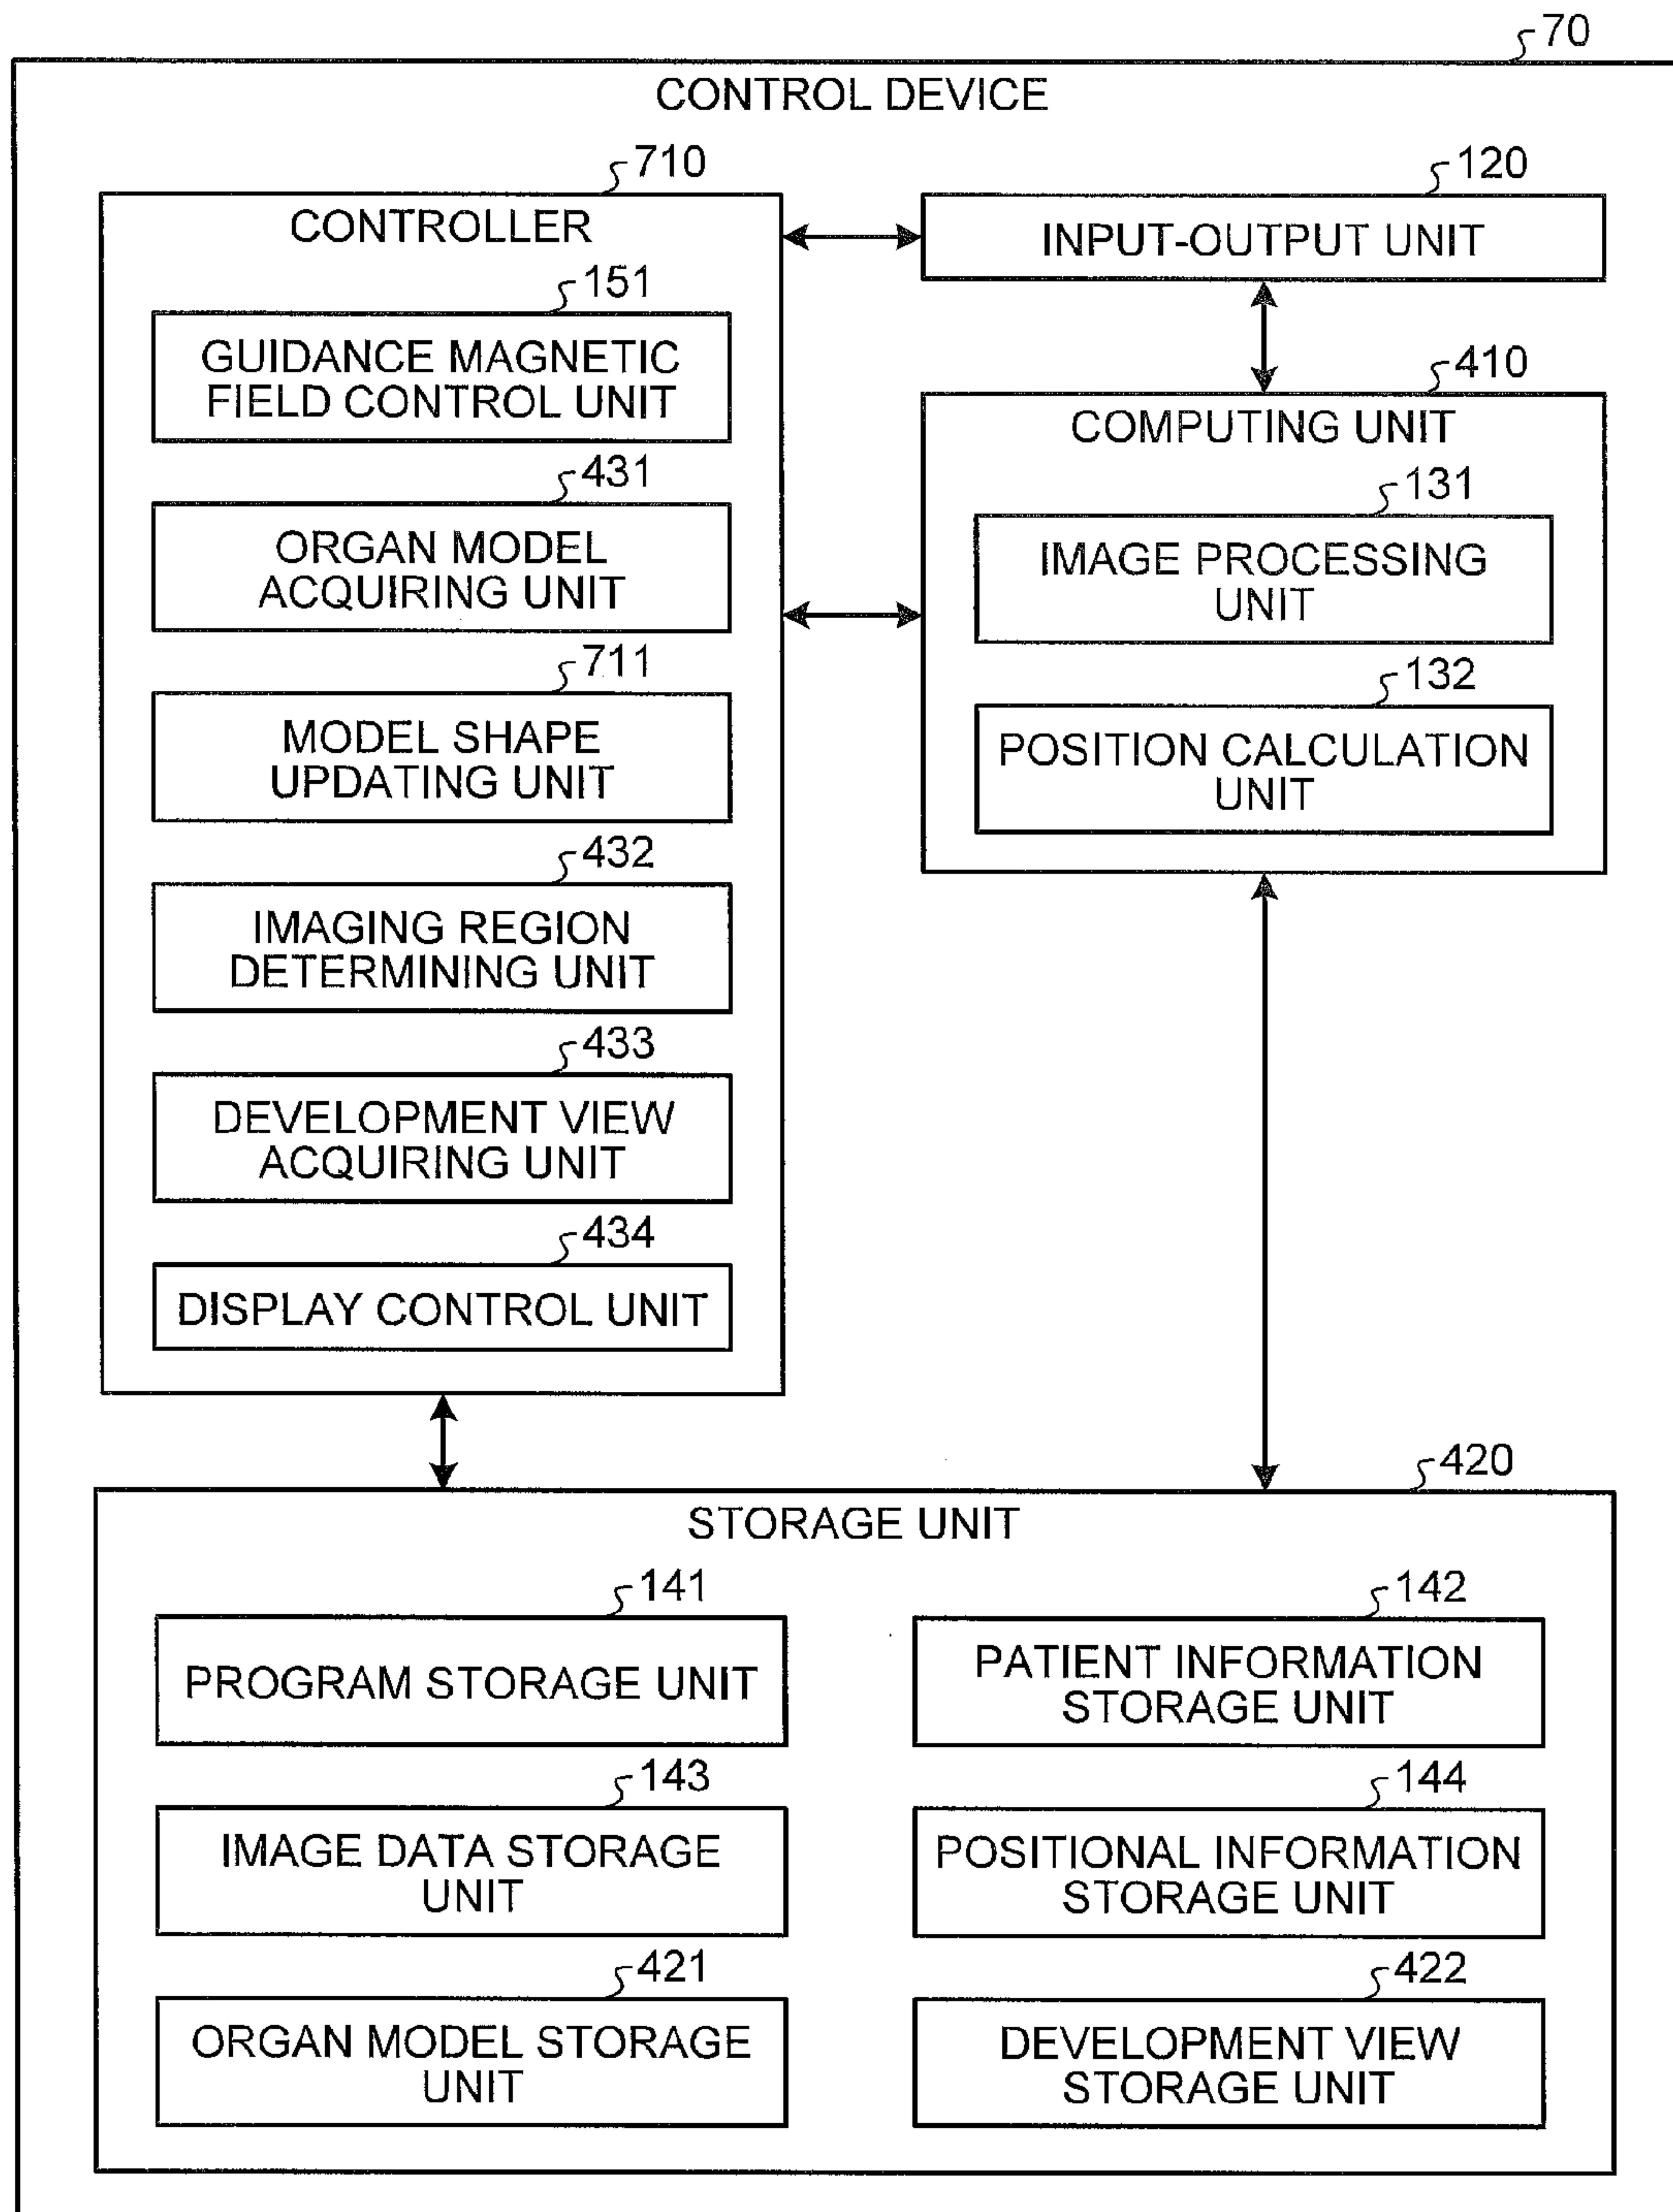 70
CONTROL DEVICE
710
CONTROLLER
151
GUIDANCE MAGNETIC
FIELD CONTROL UNIT
431
ORGAN MODEL
ACQUIRING UNIT
711
MODEL SHAPE
UPDATING UNIT
432
IMAGING REGION
DETERMINING UNIT
433
DEVELOPMENT VIEW
ACQUIRING UNIT
434
DISPLAY CONTROL UNIT
120
INPUT-OUTPUT UNIT
410
COMPUTING UNIT
131
IMAGE PROCESSING
UNIT
132
POSITION CALCULATION
UNIT
420
STORAGE UNIT
141
PROGRAM STORAGE UNIT
142
PATIENT INFORMATION
STORAGE UNIT
143
IMAGE DATA STORAGE
UNIT
144
POSITIONAL INFORMATION
STORAGE UNIT
421
ORGAN MODEL STORAGE
UNIT
422
DEVELOPMENT VIEW
STORAGE UNIT